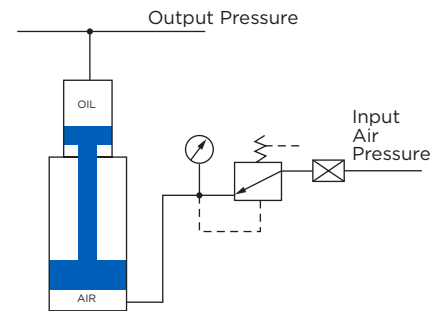 Output Pressure
OIL
Input
Air
Pressure
AIR